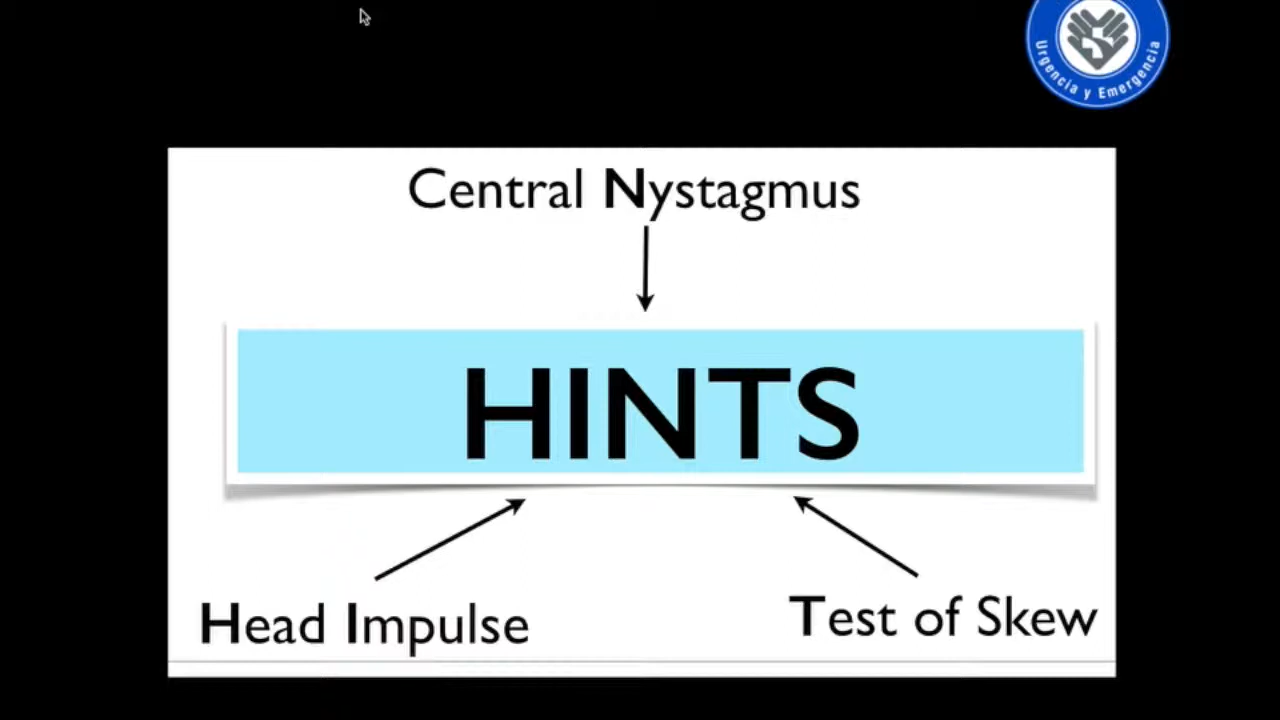 Urgencia y Emergencia
Central Nystagmus
HINTS
Head Impulse
Test of Skew